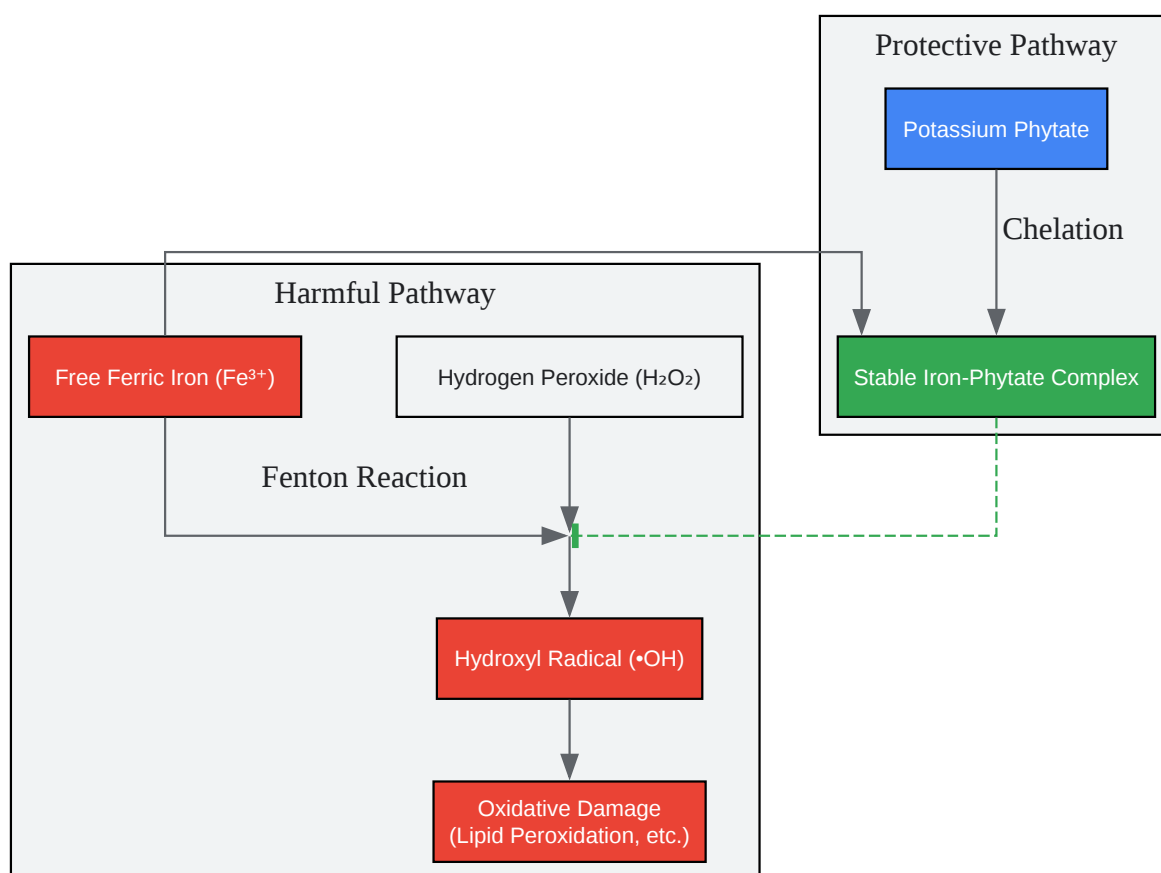 Protective Pathway
Potassium Phytate
Chelation
Harmful Pathway
Free Ferric Iron (Fe³⁺)
Hydrogen Peroxide (H₂O₂)
Stable Iron-Phytate Complex
Fenton Reaction
Hydroxyl Radical (•OH)
Oxidative Damage
(Lipid Peroxidation, etc.)